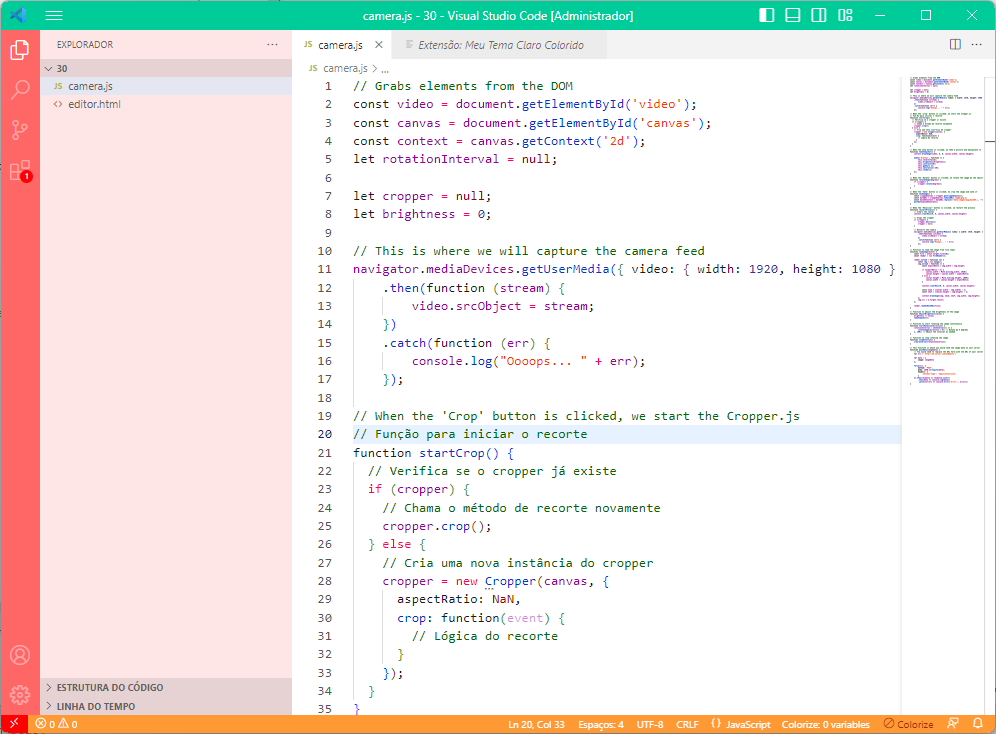 camera.js - 30 - Visual Studio Code [Administrador]
EXPLORADOR
30
JS camera.js
<> editor.html
ESTRUTURA DO CÓDIGO
LINHA DO TEMPO
1
JS camera.js
Extensão: Meu Tema Claro Colorido
JS camera.js > ...
1 // Grabs elements from the DOM
2 const video = document.getElementById('video');
3 const canvas = document.getElementById('canvas');
4 const context = canvas.getContext('2d');
5 let rotationInterval = null;
6
7 let cropper = null;
8 let brightness = 0;
9
10 // This is where we will capture the camera feed
11 navigator.mediaDevices.getUserMedia({ video: { width: 1920, height: 1080 }
12 .then(function (stream) {
13 video.srcObject = stream;
14 })
15 .catch(function (err) {
16 console.log("Oooops... " + err);
17 });
18
19 // When the 'Crop' button is clicked, we start the Cropper.js
20 // Função para iniciar o recorte
21 function startCrop() {
22 // Verifica se o cropper já existe
23 if (cropper) {
24 // Chama o método de recorte novamente
25 cropper.crop();
26 } else {
27 // Cria uma nova instância do cropper
28 cropper = new Cropper(canvas, {
29 aspectRatio: NaN,
30 crop: function(event) {
31 // Lógica do recorte
32 }
33 });
34 }
35 }
0 0 Ln 20, Col 33 Espaços: 4 UTF-8 CRLF {} JavaScript Colorize: 0 variables Colorize